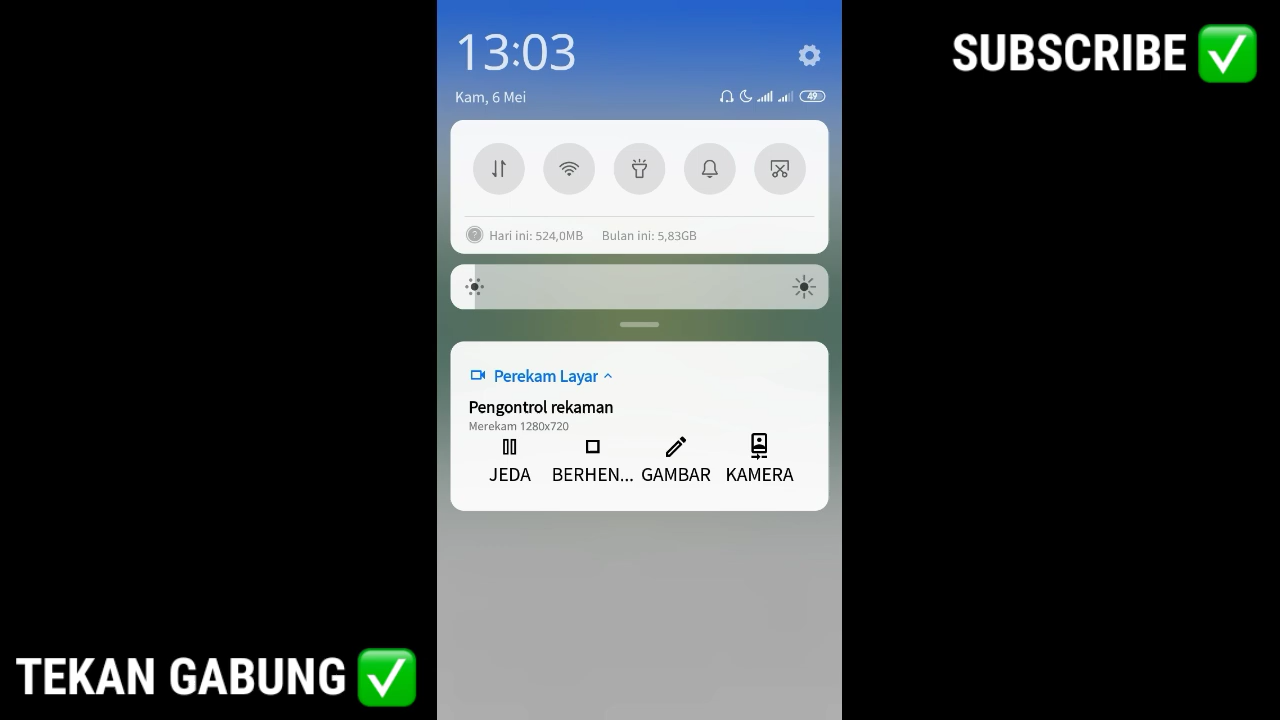 13:03
SUBSCRIBE
Kam, 6 Mei
49
Hari ini: 524,0MB Bulan ini: 5,83GB
Perekam Layar
Pengontrol rekaman
Merekam 1280x720
JEDA BERHEN... GAMBAR KAMERA
TEKAN GABUNG